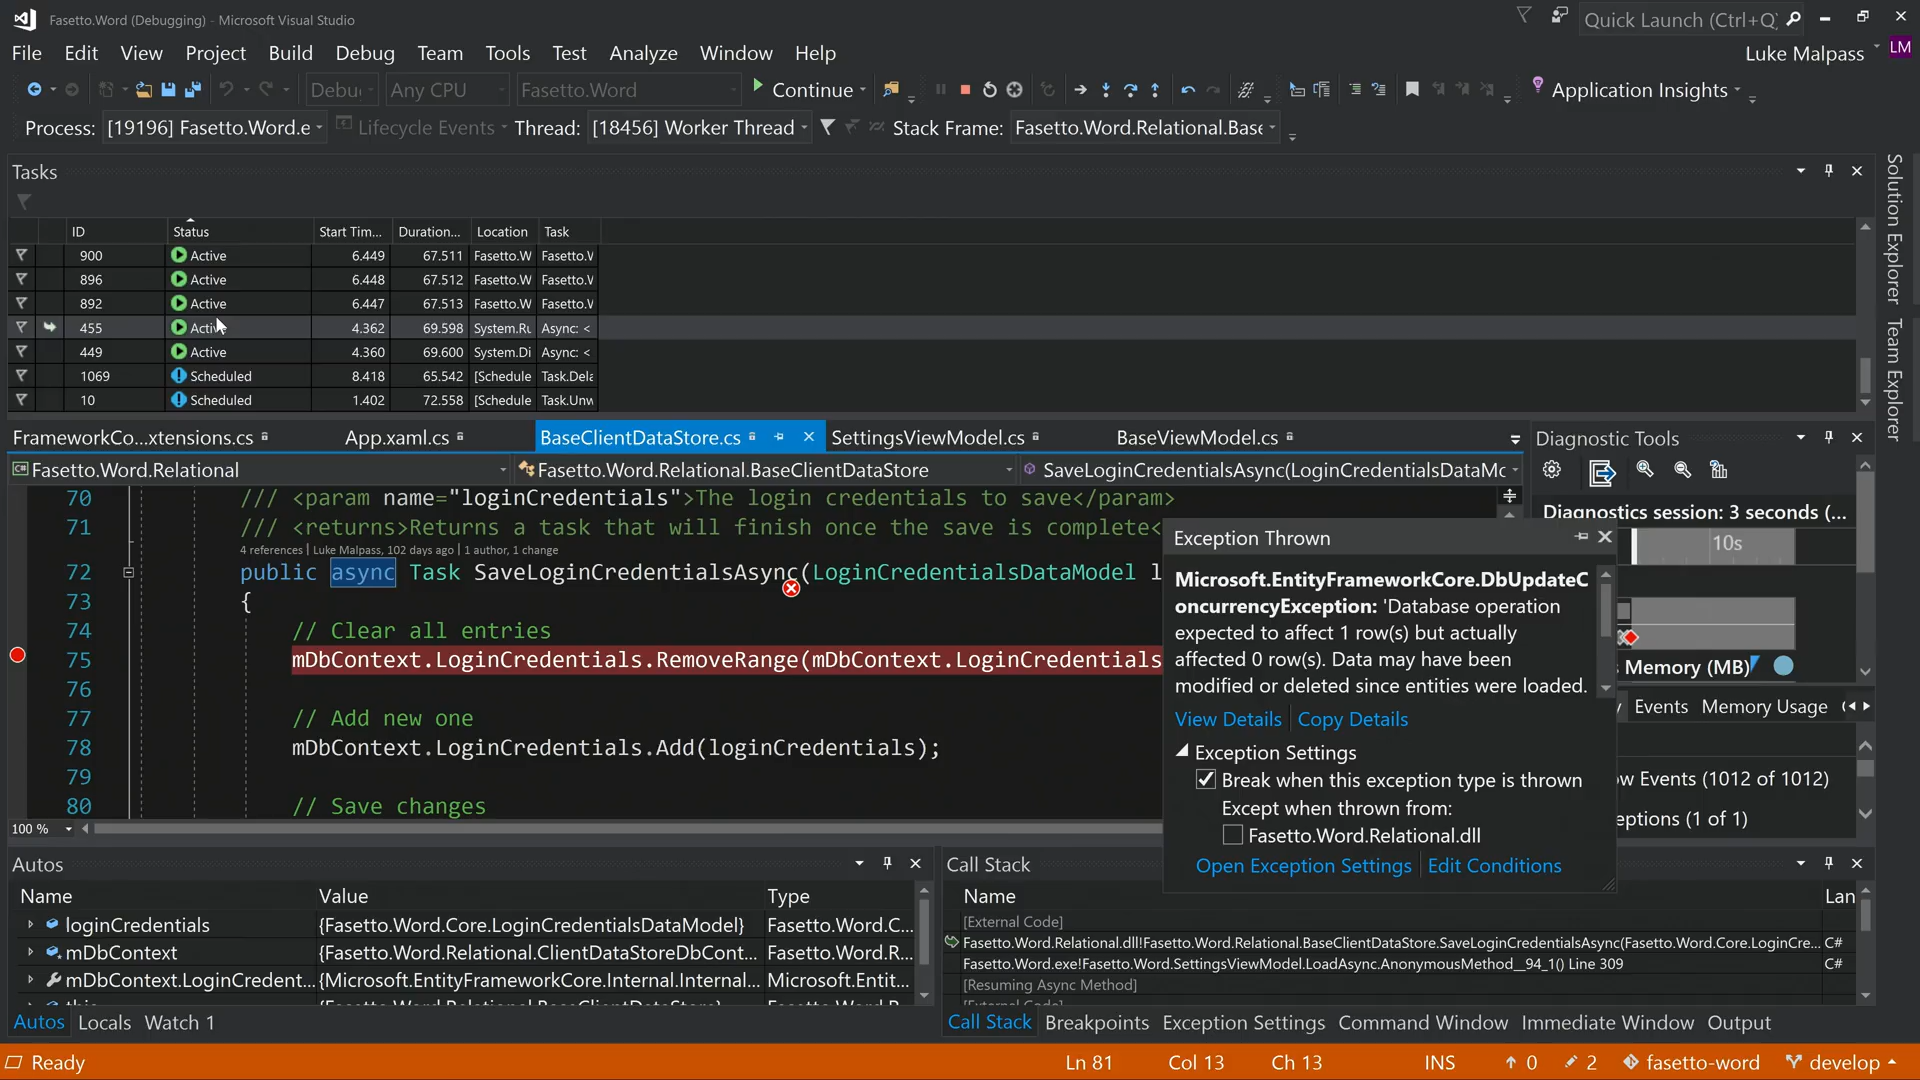 Fasetto.Word (Debugging) - Microsoft Visual Studio
Quick Launch (Ctrl+Q)
File Edit View Project Build Debug Team Tools Test Analyze Window Help
Luke Malpass LM
Debu Any CPU Fasetto.Word Continue Application Insights
Process: [19196] Fasetto.Word.e Lifecycle Events Thread: [18456] Worker Thread Stack Frame: Fasetto.Word.Relational.Base
Tasks
ID Status Start Tim... Duration... Location Task
900 Active 6.449 67.511 Fasetto.W Fasetto.V
896 Active 6.448 67.512 Fasetto.W Fasetto.V
892 Active 6.447 67.513 Fasetto.W Fasetto.V
455 Active 4.362 69.598 System.Ru Async: <
449 Active 4.360 69.600 System.Di Async: <
1069 Scheduled 8.418 65.542 [Schedule Task.Dela
10 Scheduled 1.402 72.558 [Schedule Task.Unw
Solution Explorer
Team Explorer
FrameworkCo...xtensions.cs App.xaml.cs BaseClientDataStore.cs SettingsViewModel.cs BaseViewModel.cs
Fasetto.Word.Relational Fasetto.Word.Relational.BaseClientDataStore SaveLoginCredentialsAsync(LoginCredentialsDataMo
70 /// <param name="loginCredentials">The login credentials to save</param>
71 /// <returns>Returns a task that will finish once the save is complete<
4 references | Luke Malpass, 102 days ago | 1 author, 1 change
72 public async Task SaveLoginCredentialsAsync(LoginCredentialsDataModel l
73 {
74 // Clear all entries
75 mDbContext.LoginCredentials.RemoveRange(mDbContext.LoginCredentials
76
77 // Add new one
78 mDbContext.LoginCredentials.Add(loginCredentials);
79
80 // Save changes
100 %
Exception Thrown
Microsoft.EntityFrameworkCore.DbUpdateC
oncurrencyException: 'Database operation
expected to affect 1 row(s) but actually
affected 0 row(s). Data may have been
modified or deleted since entities were loaded.
View Details Copy Details
Exception Settings
Break when this exception type is thrown
Except when thrown from:
Fasetto.Word.Relational.dll
Open Exception Settings Edit Conditions
Diagnostic Tools
Diagnostics session: 3 seconds (...
10s
Memory (MB)
Events Memory Usage
ow Events (1012 of 1012)
eptions (1 of 1)
Autos
Name Value Type
loginCredentials {Fasetto.Word.Core.LoginCredentialsDataModel} Fasetto.Word.C...
mDbContext {Fasetto.Word.Relational.ClientDataStoreDbCont... Fasetto.Word.R...
mDbContext.LoginCredent... {Microsoft.EntityFrameworkCore.Internal.Internal... Microsoft.Entit...
this {Fasetto.Word.Relational.BaseClientDataStore} Fasetto.Word.R
Autos Locals Watch 1
Call Stack
Name Lan
[External Code]
Fasetto.Word.Relational.dll!Fasetto.Word.Relational.BaseClientDataStore.SaveLoginCredentialsAsync(Fasetto.Word.Core.LoginCre... C#
Fasetto.Word.exe!Fasetto.Word.SettingsViewModel.LoadAsync.AnonymousMethod__94_1() Line 309 C#
[Resuming Async Method]
[External Code]
Call Stack Breakpoints Exception Settings Command Window Immediate Window Output
Ready Ln 81 Col 13 Ch 13 INS 0 2 fasetto-word develop